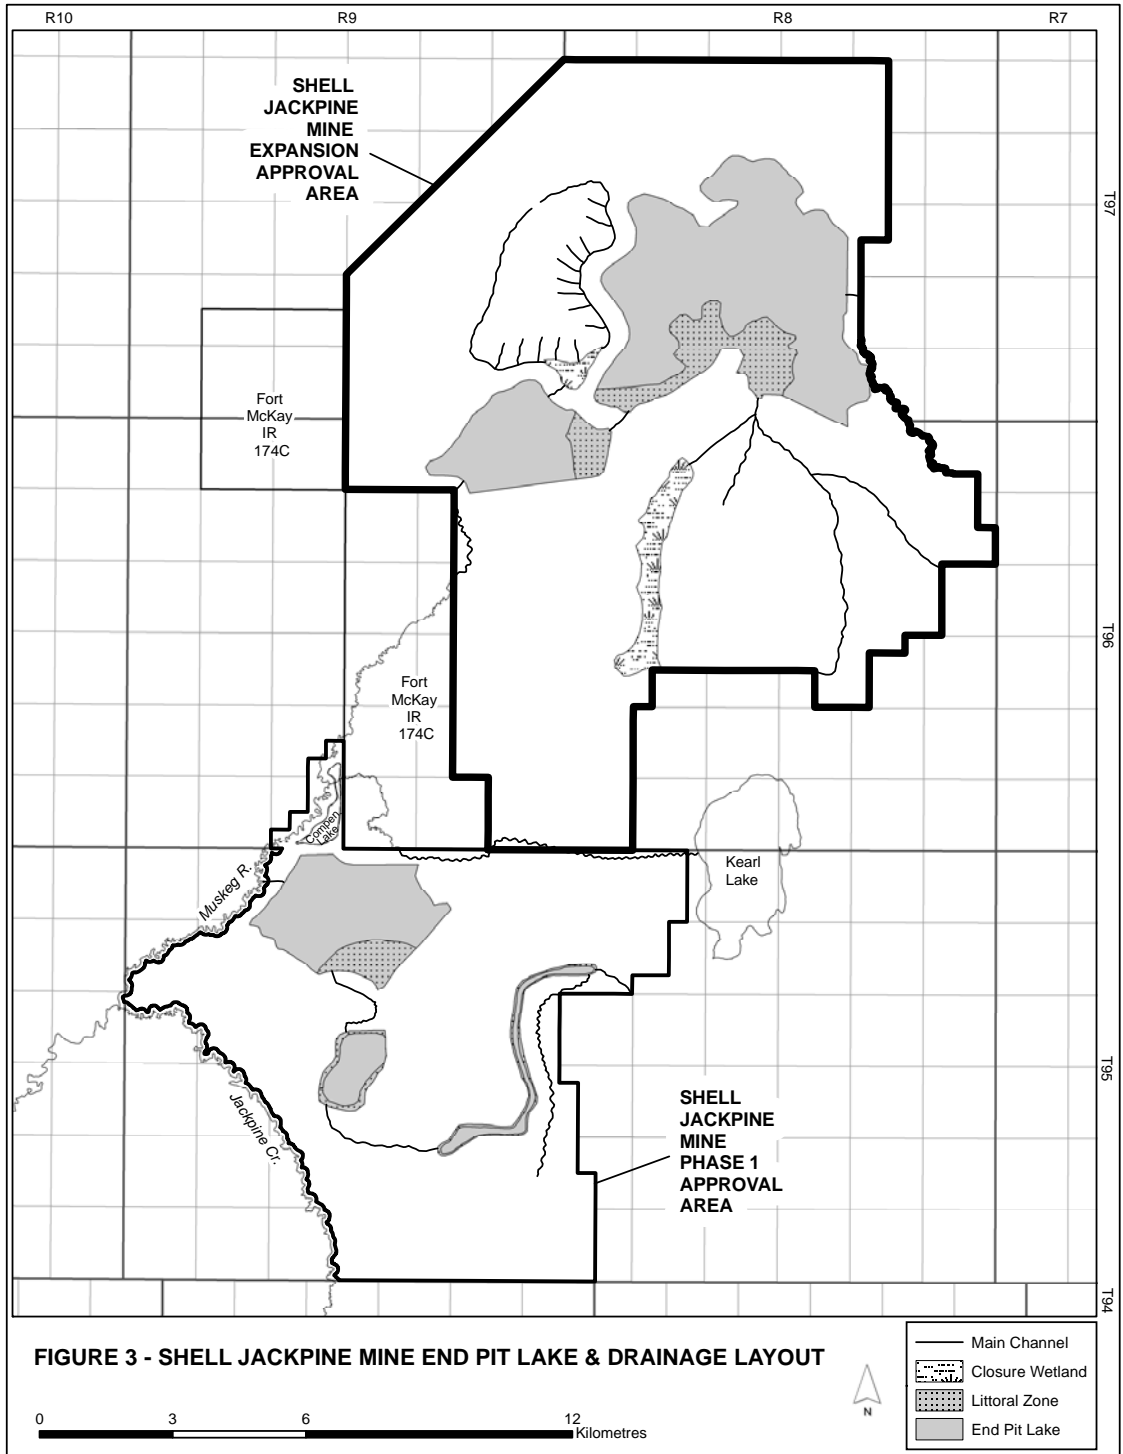 R10
R9
R8
R7
SHELL
JACKPINE
MINE
EXPANSION
APPROVAL
AREA
T97
Fort
McKay
IR
174C
T96
Fort
McKay
IR
174C
Compen.
Lake
Kearl
Lake
Muskeg R.
T95
Jackpine Cr.
SHELL
JACKPINE
MINE
PHASE 1
APPROVAL
AREA
T94
FIGURE 3 - SHELL JACKPINE MINE END PIT LAKE & DRAINAGE LAYOUT
0 3 6 12
Kilometres
N
Main Channel
Closure Wetland
Littoral Zone
End Pit Lake